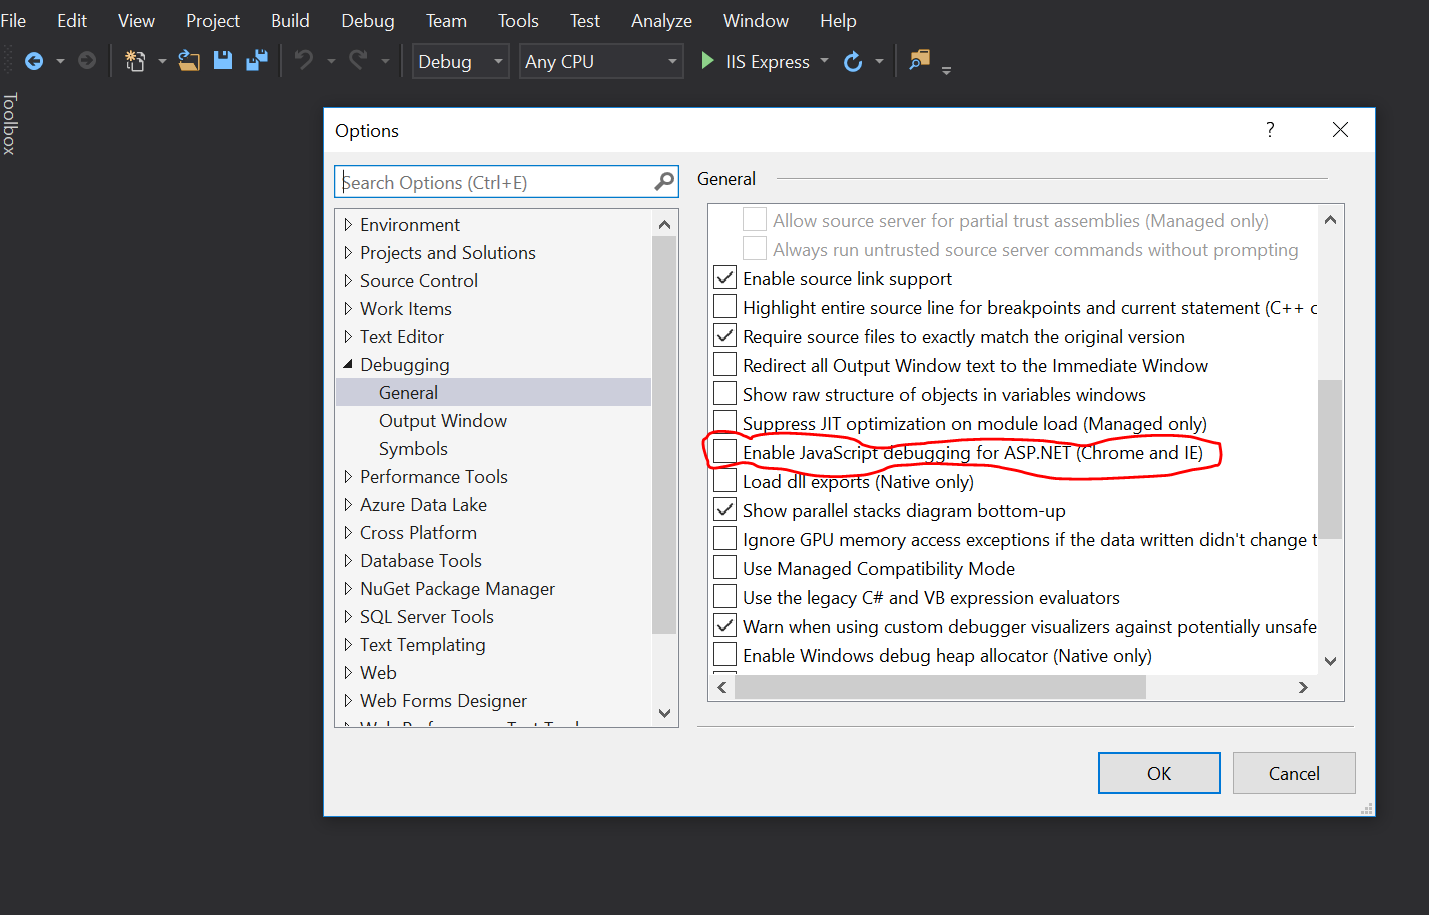 File Edit View Project Build Debug Team Tools Test Analyze Window Help
Debug Any CPU IIS Express
Toolbox
Options ?
Search Options (Ctrl+E)
Environment
Projects and Solutions
Source Control
Work Items
Text Editor
Debugging
General
Output Window
Symbols
Performance Tools
Azure Data Lake
Cross Platform
Database Tools
NuGet Package Manager
SQL Server Tools
Text Templating
Web
Web Forms Designer
General
Allow source server for partial trust assemblies (Managed only)
Always run untrusted source server commands without prompting
Enable source link support
Highlight entire source line for breakpoints and current statement (C++ c
Require source files to exactly match the original version
Redirect all Output Window text to the Immediate Window
Show raw structure of objects in variables windows
Suppress JIT optimization on module load (Managed only)
Enable JavaScript debugging for ASP.NET (Chrome and IE)
Load dll exports (Native only)
Show parallel stacks diagram bottom-up
Ignore GPU memory access exceptions if the data written didn't change t
Use Managed Compatibility Mode
Use the legacy C# and VB expression evaluators
Warn when using custom debugger visualizers against potentially unsafe
Enable Windows debug heap allocator (Native only)
OK Cancel